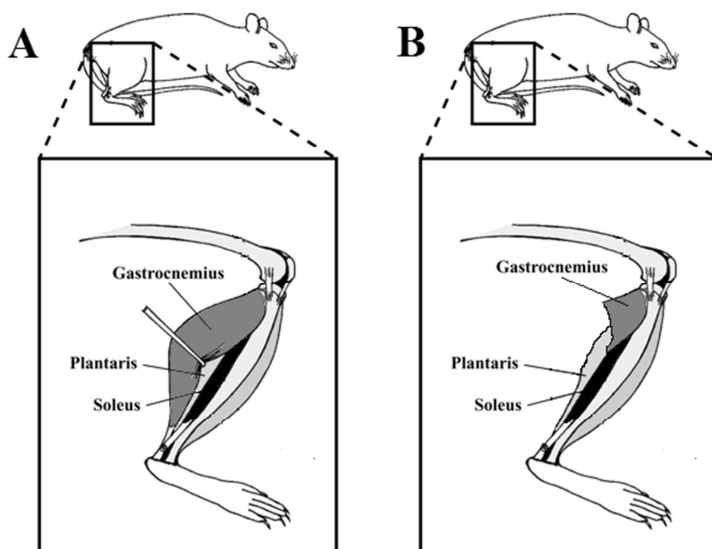 A
B
Gastrocnemius
Plantaris
Soleus
Gastrocnemius
Plantaris
Soleus